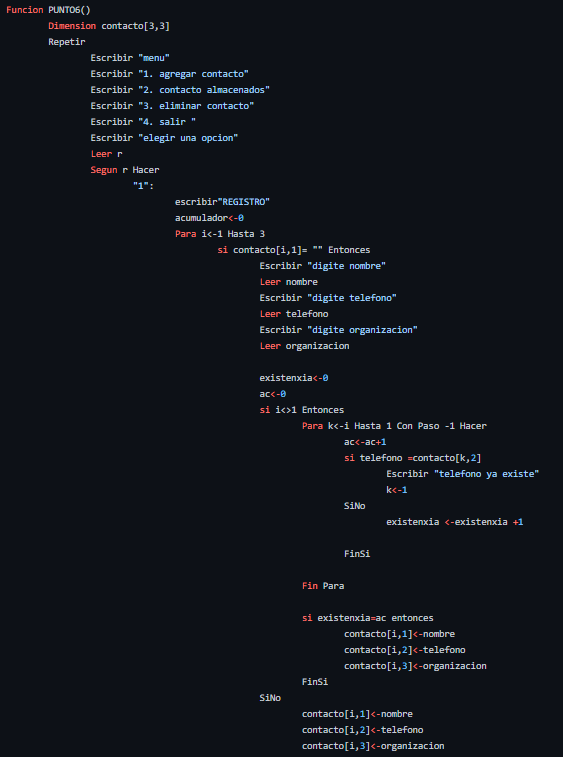 Funcion PUNTO6()
Dimension contacto[3,3]
Repetir
Escribir "menu"
Escribir "1. agregar contacto"
Escribir "2. contacto almacenados"
Escribir "3. eliminar contacto"
Escribir "4. salir "
Escribir "elegir una opcion"
Leer r
Segun r Hacer
"1":
escribir"REGISTRO"
acumulador<-0
Para i<-1 Hasta 3
si contacto[i,1]= "" Entonces
Escribir "digite nombre"
Leer nombre
Escribir "digite telefono"
Leer telefono
Escribir "digite organizacion"
Leer organizacion
existenxia<-0
ac<-0
si i<>1 Entonces
Para k<-i Hasta 1 Con Paso -1 Hacer
ac<-ac+1
si telefono =contacto[k,2]
Escribir "telefono ya existe"
k<-1
SiNo
existenxia <-existenxia +1
FinSi
Fin Para
si existenxia=ac entonces
contacto[i,1]<-nombre
contacto[i,2]<-telefono
contacto[i,3]<-organizacion
FinSi
SiNo
contacto[i,1]<-nombre
contacto[i,2]<-telefono
contacto[i,3]<-organizacion